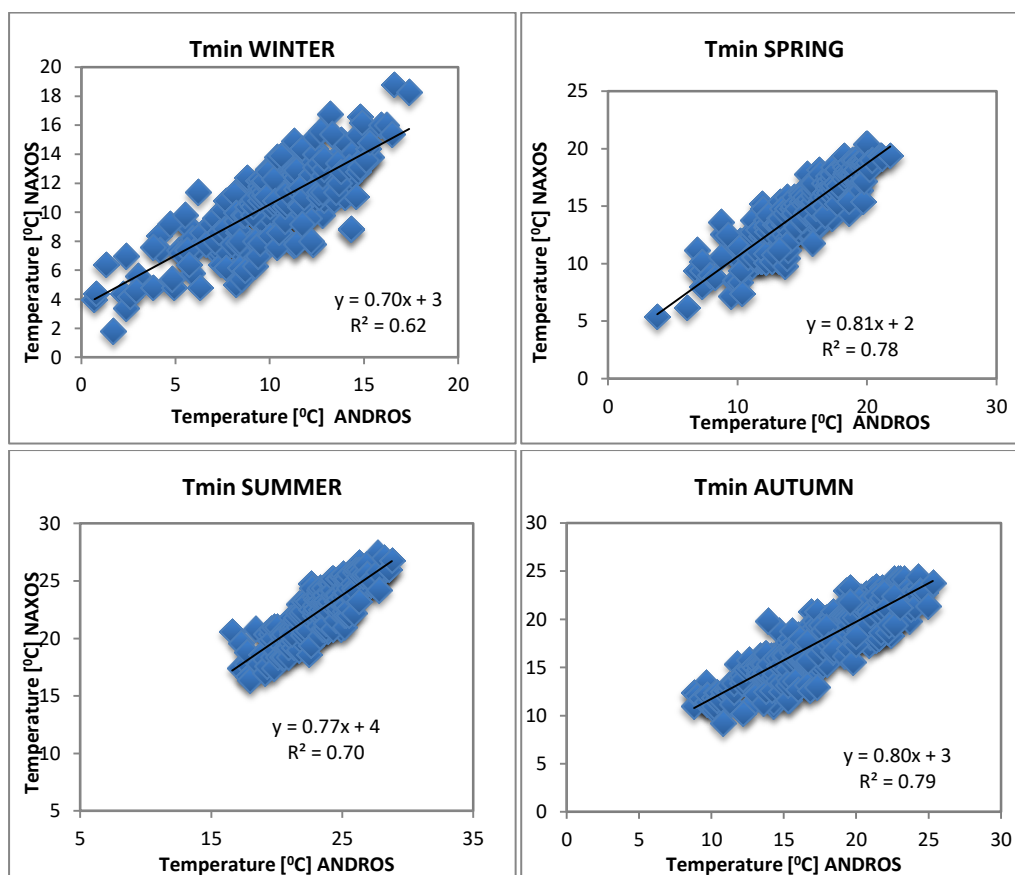 Tmin WINTER
20
18
16
14
12
10
8
6
4
2
0
Temperature [⁰C] NAXOS
y = 0.70x + 3
R² = 0.62
0 5 10 15 20
Temperature [⁰C] ANDROS
Tmin SPRING
25
20
15
10
5
0
Temperature [⁰C] NAXOS
y = 0.81x + 2
R² = 0.78
0 10 20 30
Temperature [⁰C] ANDROS
Tmin SUMMER
30
25
20
15
10
5
Temperature [⁰C] NAXOS
y = 0.77x + 4
R² = 0.70
5 15 25 35
Temperature [⁰C] ANDROS
Tmin AUTUMN
30
20
10
0
Temperature [⁰C] NAXOS
y = 0.80x + 3
R² = 0.79
0 5 10 15 20 25 30
Temperature [⁰C] ANDROS